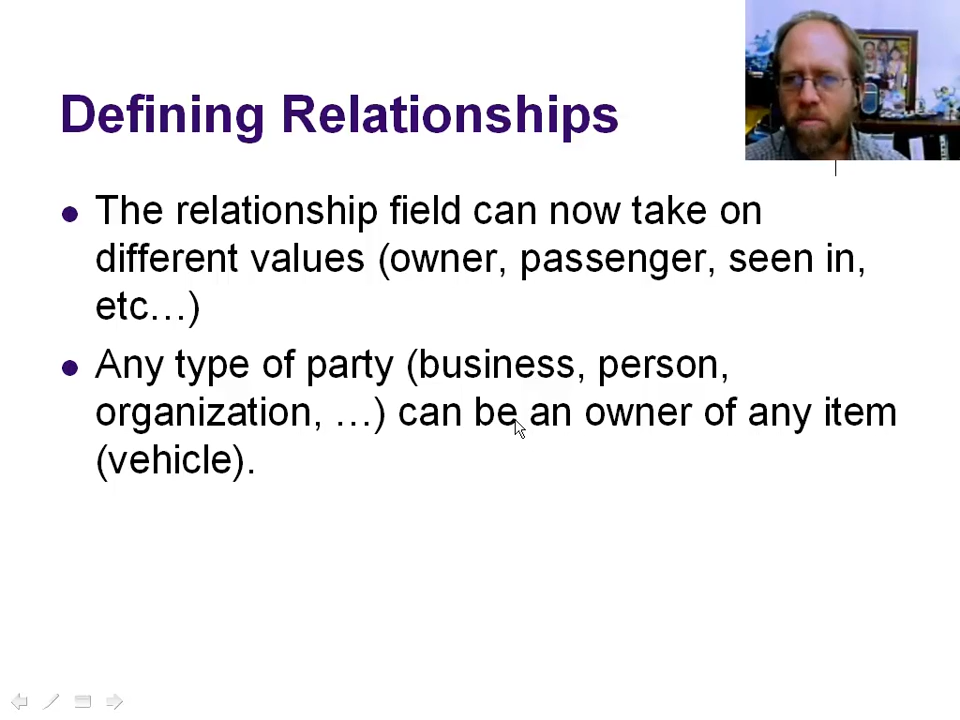 Defining Relationships
The relationship field can now take on
different values (owner, passenger, seen in,
etc…)
Any type of party (business, person,
organization, …) can be an owner of any item
(vehicle).